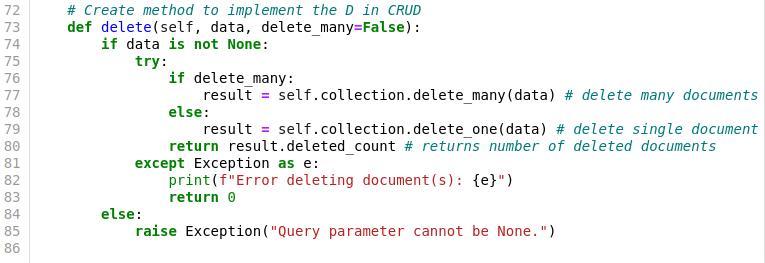 72    # Create method to implement the D in CRUD
73    def delete(self, data, delete_many=False):
74        if data is not None:
75            try:
76                if delete_many:
77                    result = self.collection.delete_many(data) # delete many documents
78                else:
79                    result = self.collection.delete_one(data) # delete single document
80                return result.deleted_count # returns number of deleted documents
81            except Exception as e:
82                print(f"Error deleting document(s): {e}")
83                return 0
84        else:
85            raise Exception("Query parameter cannot be None.")
86